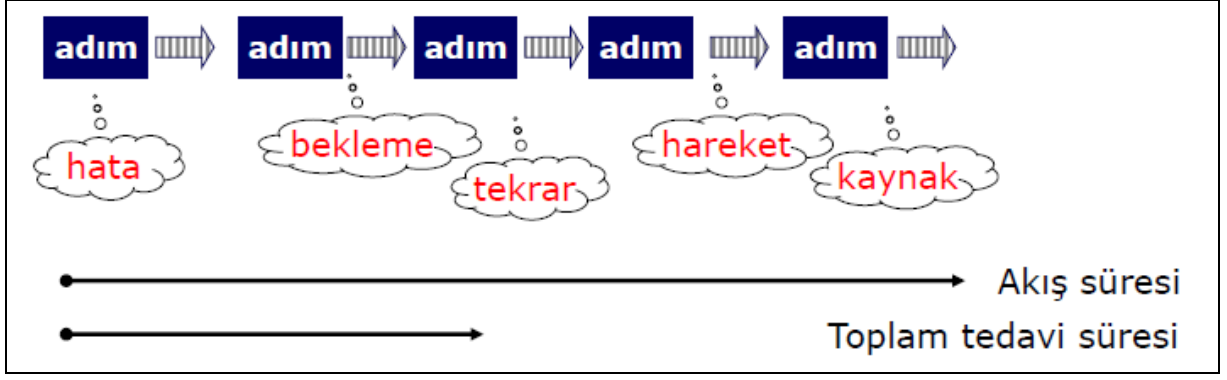 adım adım adım adım adım
hata
bekleme
tekrar
hareket
kaynak
Akış süresi
Toplam tedavi süresi